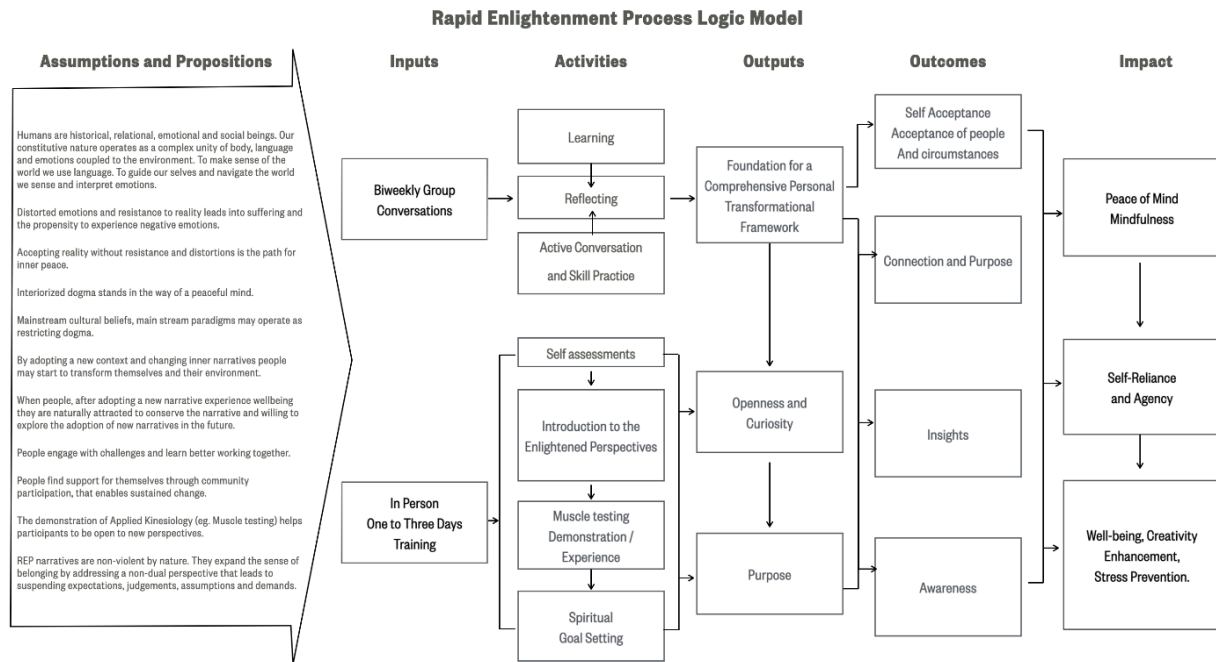 Rapid Enlightenment Process Logic Model
Assumptions and Propositions
Inputs
Activities
Outputs
Outcomes
Impact
Humans are historical, relational, emotional and social beings. Our
constitutive nature operates as a complex unity of body, language
and emotions coupled to the environment. To make sense of the
world we use language. To guide our selves and navigate the world
we sense and interpret emotions.
Distorted emotions and resistance to reality leads into suffering and
the propensity to experience negative emotions.
Accepting reality without resistance and distortions is the path for
inner peace.
Interiorized dogma stands in the way of a peaceful mind.
Mainstream cultural beliefs, main stream paradigms may operate as
restricting dogma.
By adopting a new context and changing inner narratives people
may start to transform themselves and their environment.
When people, after adopting a new narrative experience wellbeing
they are naturally attracted to conserve the narrative and willing to
explore the adoption of new narratives in the future.
People engage with challenges and learn better working together.
People find support for themselves through community
participation, that enables sustained change.
The demonstration of Applied Kinesiology (eg. Muscle testing) helps
participants to be open to new perspectives.
REP narratives are non-violent by nature. They expand the sense of
belonging by addressing a non-dual perspective that leads to
suspending expectations, judgements, assumptions and demands.
Biweekly Group
Conversations
In Person
One to Three Days
Training
Learning
Reflecting
Active Conversation
and Skill Practice
Self assessments
Introduction to the
Enlightened Perspectives
Muscle testing
Demonstration /
Experience
Spiritual
Goal Setting
Foundation for a
Comprehensive Personal
Transformational
Framework
Openness and
Curiosity
Purpose
Self Acceptance
Acceptance of people
And circumstances
Connection and Purpose
Insights
Awareness
Peace of Mind
Mindfulness
Self-Reliance
and Agency
Well-being, Creativity
Enhancement,
Stress Prevention.